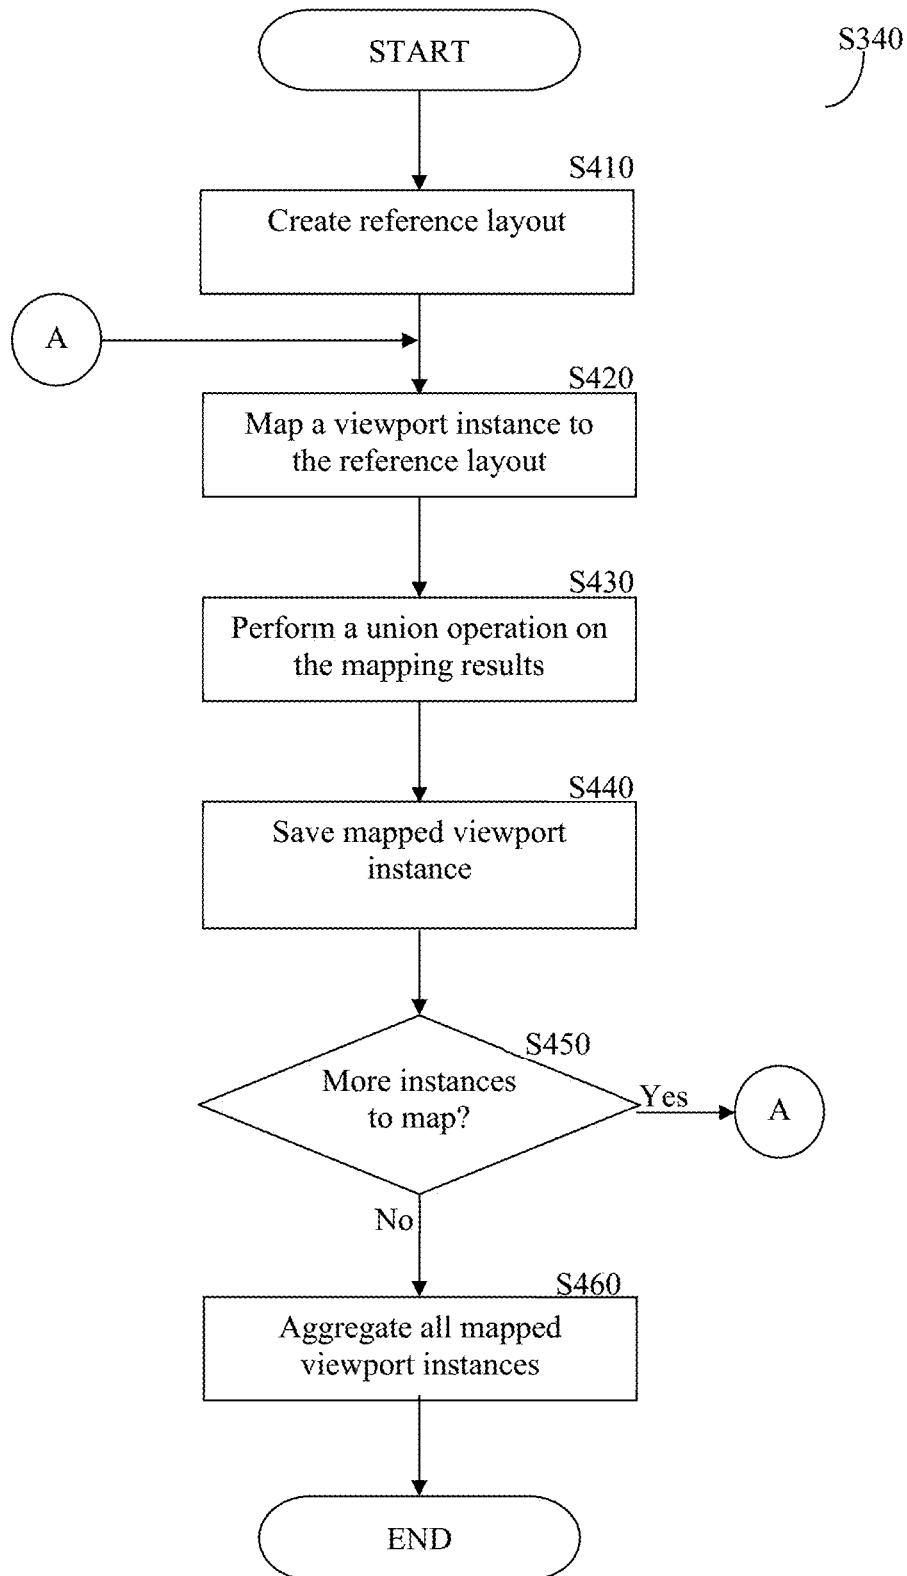 START
S340
S410
Create reference layout
A
S420
Map a viewport instance to
the reference layout
S430
Perform a union operation on
the mapping results
S440
Save mapped viewport
instance
S450
More instances
to map?
Yes
A
No
S460
Aggregate all mapped
viewport instances
END